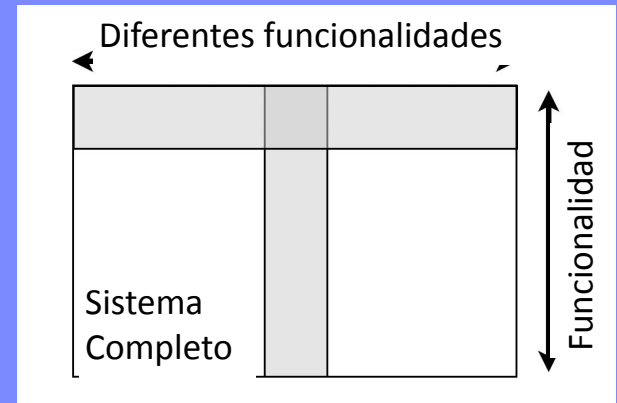 Diferentes funcionalidades
Funcionalidad
Sistema
Completo